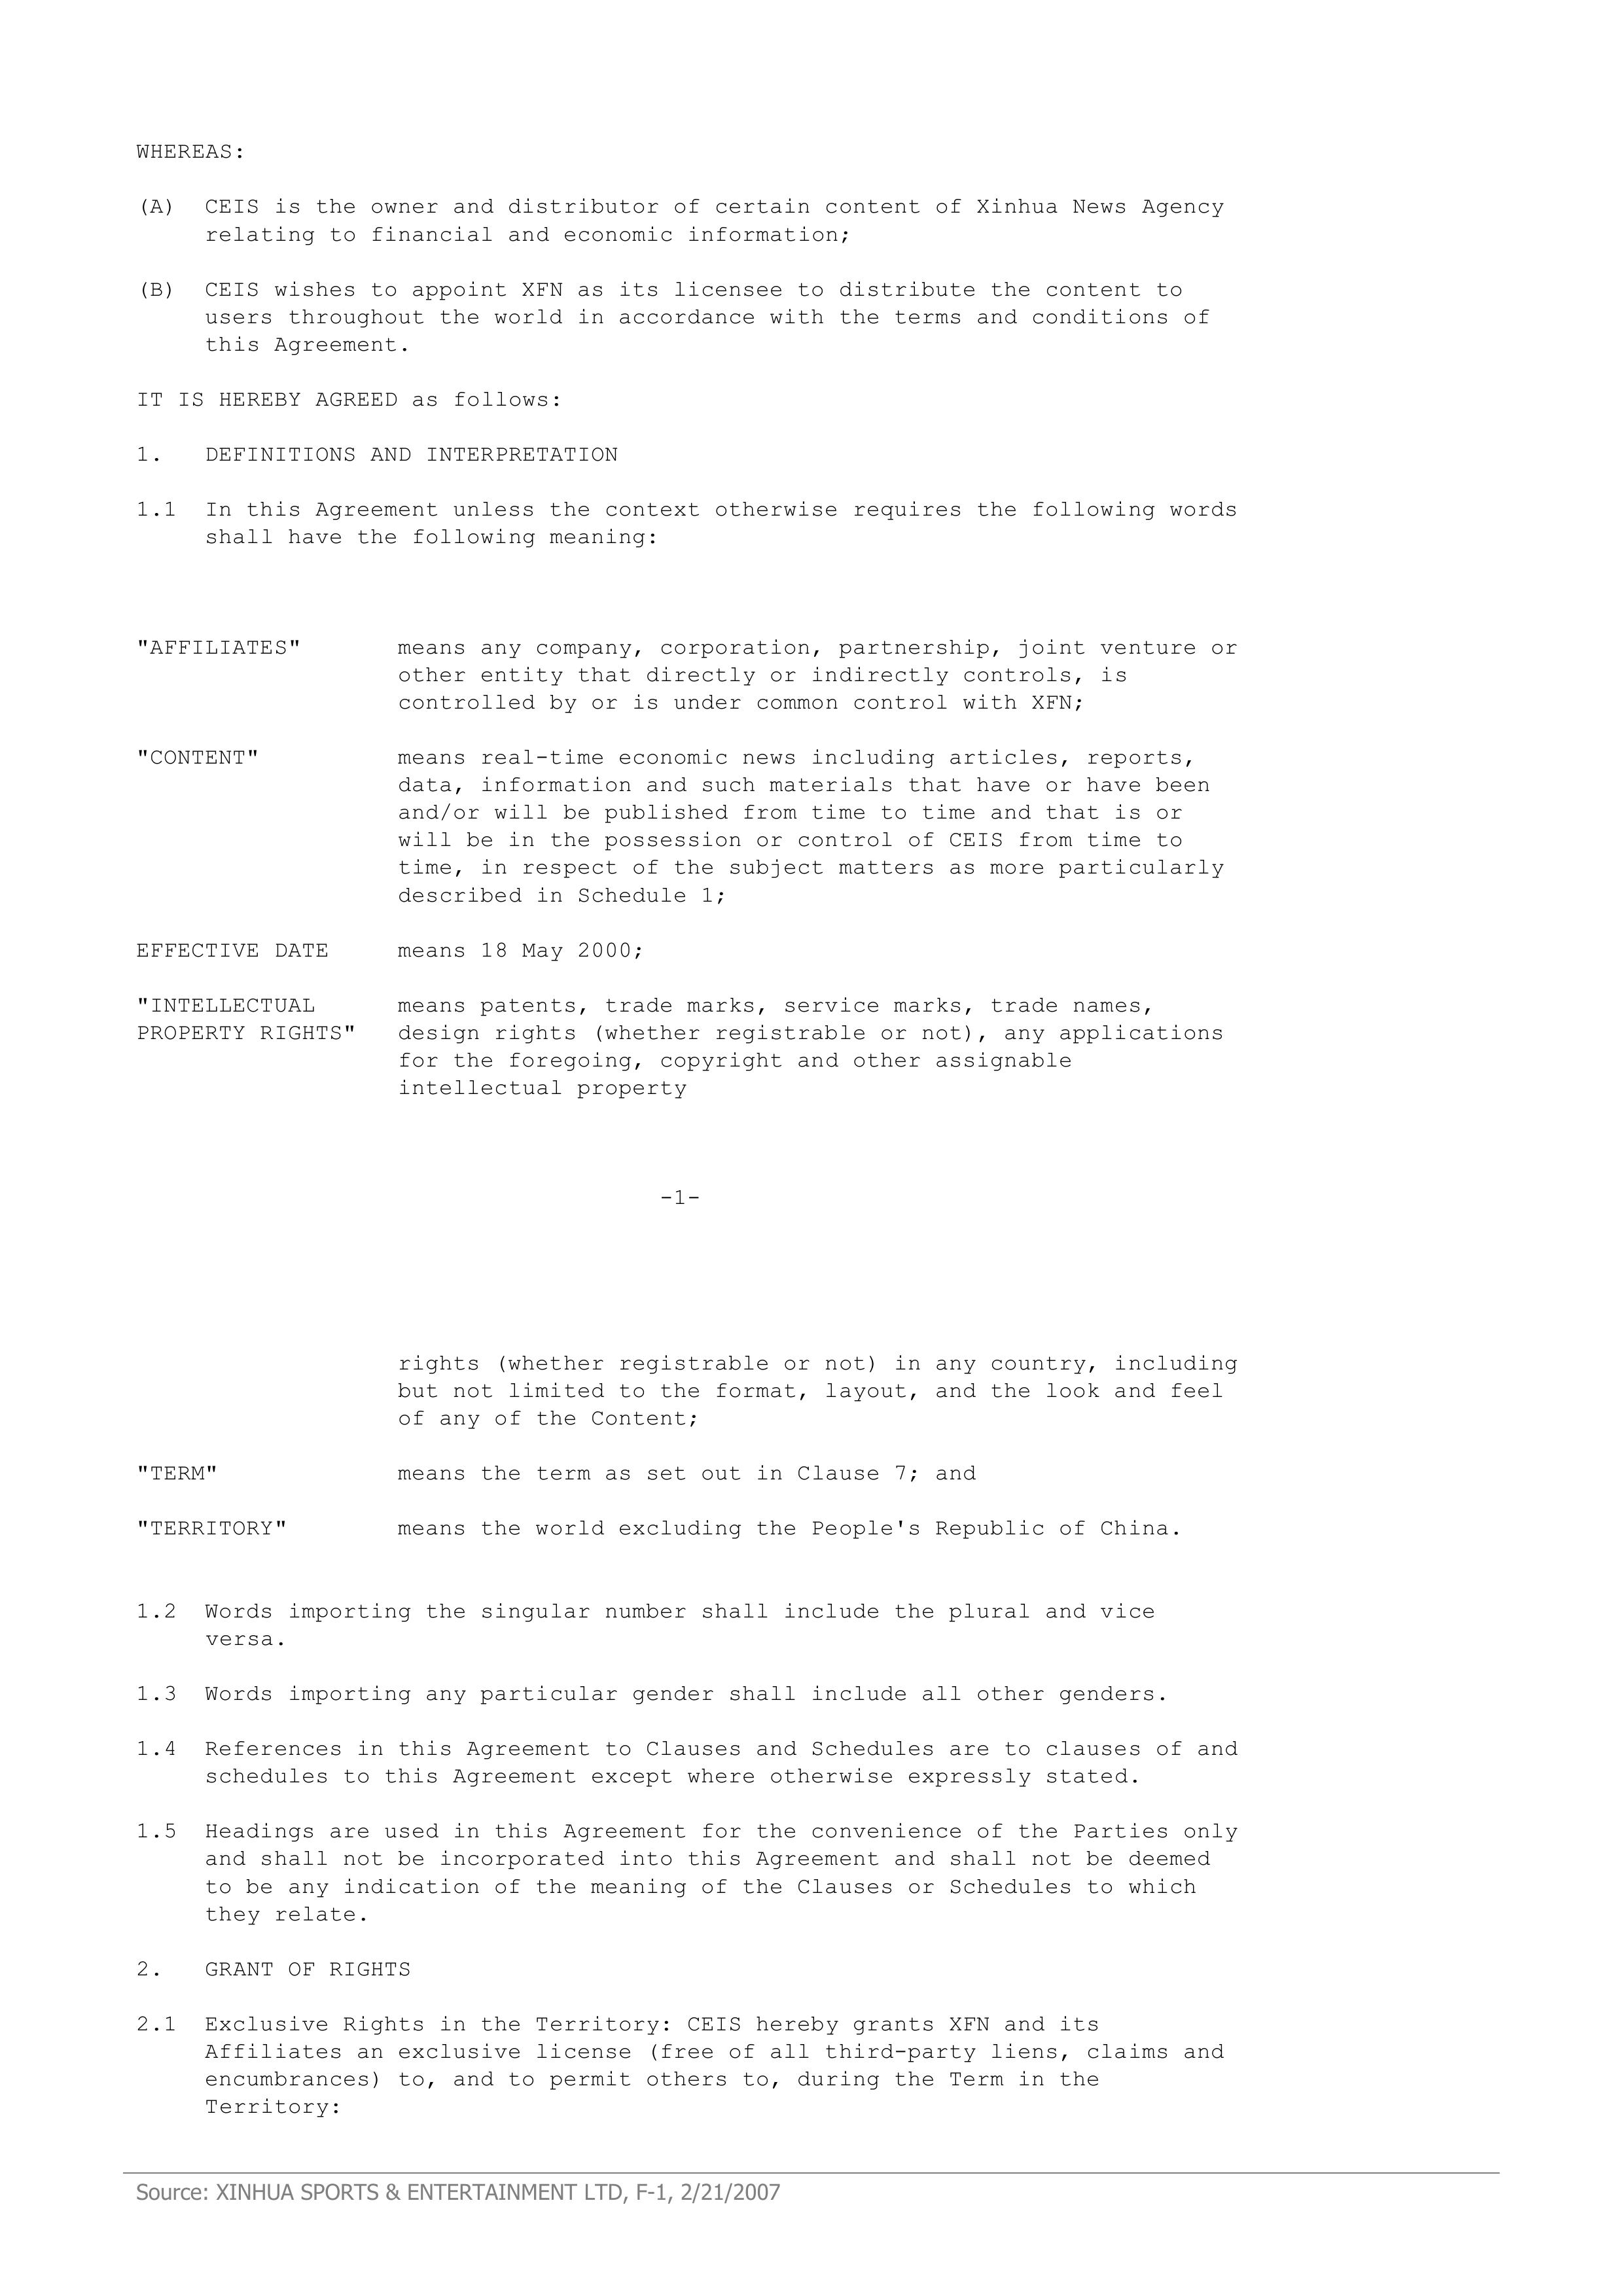 WHEREAS:
(A) CEIS is the owner and distributor of certain content of Xinhua News Agency
relating to financial and economic information;
(B) CEIS wishes to appoint XFN as its licensee to distribute the content to
users throughout the world in accordance with the terms and conditions of
this Agreement.
IT IS HEREBY AGREED as follows:
1. DEFINITIONS AND INTERPRETATION
1.1 In this Agreement unless the context otherwise requires the following words
shall have the following meaning:
"AFFILIATES" means any company, corporation, partnership, joint venture or
other entity that directly or indirectly controls, is
controlled by or is under common control with XFN;
"CONTENT" means real-time economic news including articles, reports,
data, information and such materials that have or have been
and/or will be published from time to time and that is or
will be in the possession or control of CEIS from time to
time, in respect of the subject matters as more particularly
described in Schedule 1;
EFFECTIVE DATE means 18 May 2000;
"INTELLECTUAL means patents, trade marks, service marks, trade names,
PROPERTY RIGHTS" design rights (whether registrable or not), any applications
for the foregoing, copyright and other assignable
intellectual property
-1-
rights (whether registrable or not) in any country, including
but not limited to the format, layout, and the look and feel
of any of the Content;
"TERM" means the term as set out in Clause 7; and
"TERRITORY" means the world excluding the People's Republic of China.
1.2 Words importing the singular number shall include the plural and vice
versa.
1.3 Words importing any particular gender shall include all other genders.
1.4 References in this Agreement to Clauses and Schedules are to clauses of and
schedules to this Agreement except where otherwise expressly stated.
1.5 Headings are used in this Agreement for the convenience of the Parties only
and shall not be incorporated into this Agreement and shall not be deemed
to be any indication of the meaning of the Clauses or Schedules to which
they relate.
2. GRANT OF RIGHTS
2.1 Exclusive Rights in the Territory: CEIS hereby grants XFN and its
Affiliates an exclusive license (free of all third-party liens, claims and
encumbrances) to, and to permit others to, during the Term in the
Territory:
Source: XINHUA SPORTS & ENTERTAINMENT LTD, F-1, 2/21/2007